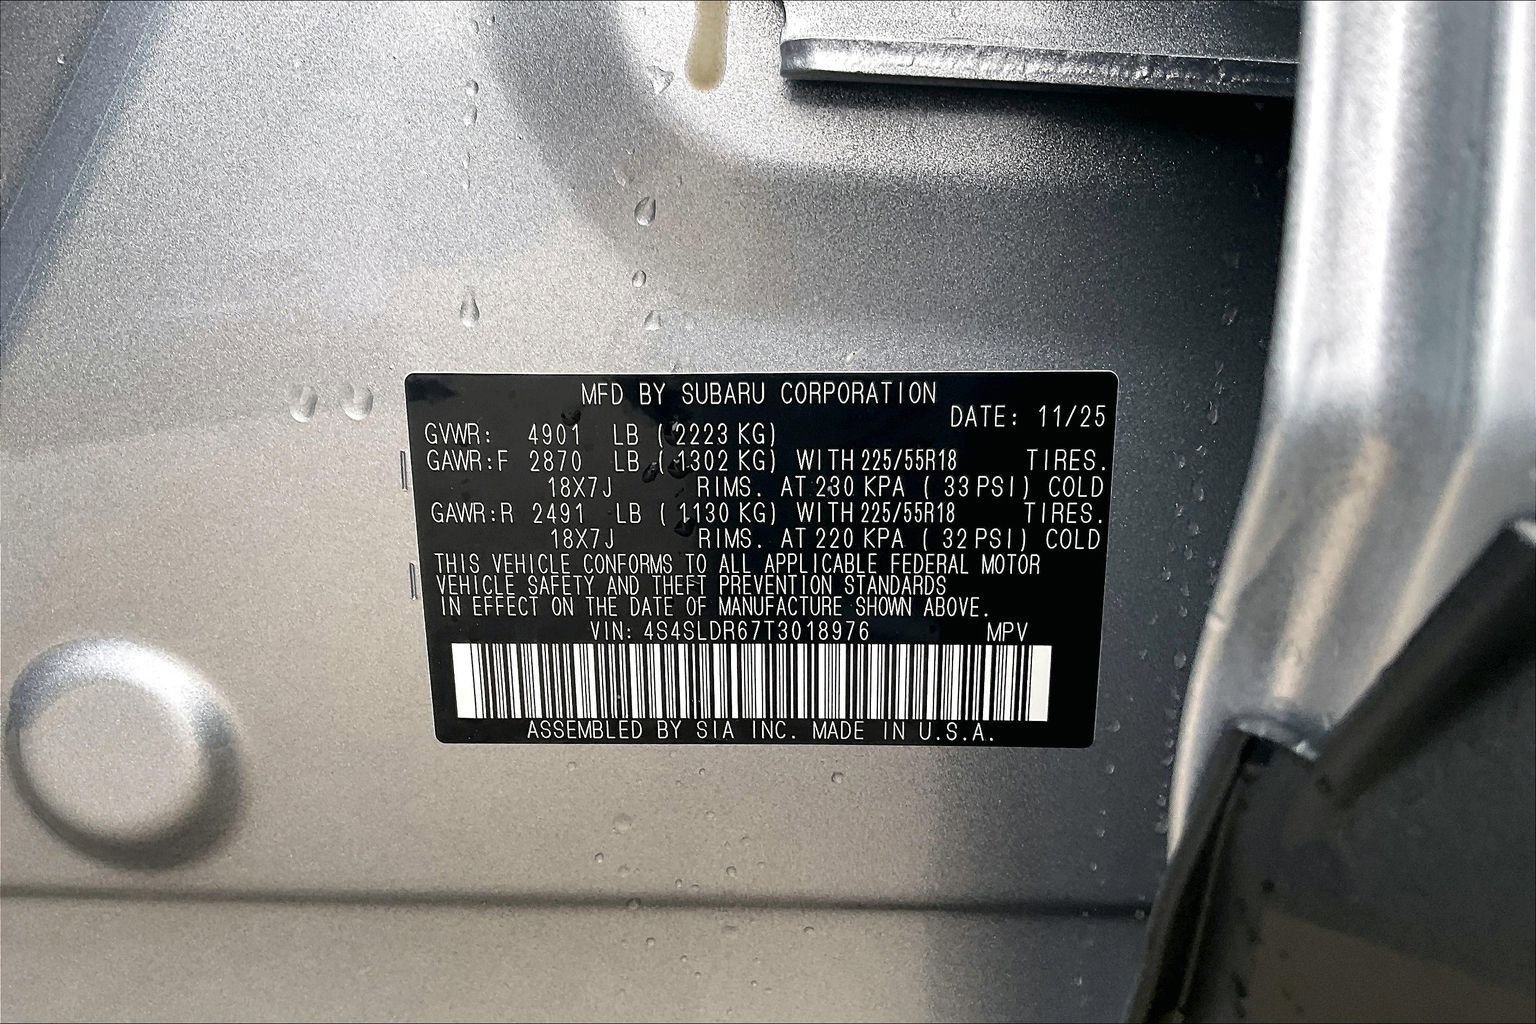 MFD BY SUBARU CORPORATION
DATE: 11/25
GVWR: 4901 LB ( 2223 KG)
GAWR:F 2870 LB ( 1302 KG) WITH 225/55R18 TIRES.
18X7J RIMS. AT 230 KPA ( 33 PSI) COLD
GAWR:R 2491 LB ( 1130 KG) WITH 225/55R18 TIRES.
18X7J RIMS. AT 220 KPA ( 32 PSI) COLD
THIS VEHICLE CONFORMS TO ALL APPLICABLE FEDERAL MOTOR
VEHICLE SAFETY AND THEFT PREVENTION STANDARDS
IN EFFECT ON THE DATE OF MANUFACTURE SHOWN ABOVE.
VIN: 4S4SLDR67T3018976 MPV
ASSEMBLED BY SIA INC. MADE IN U.S.A.